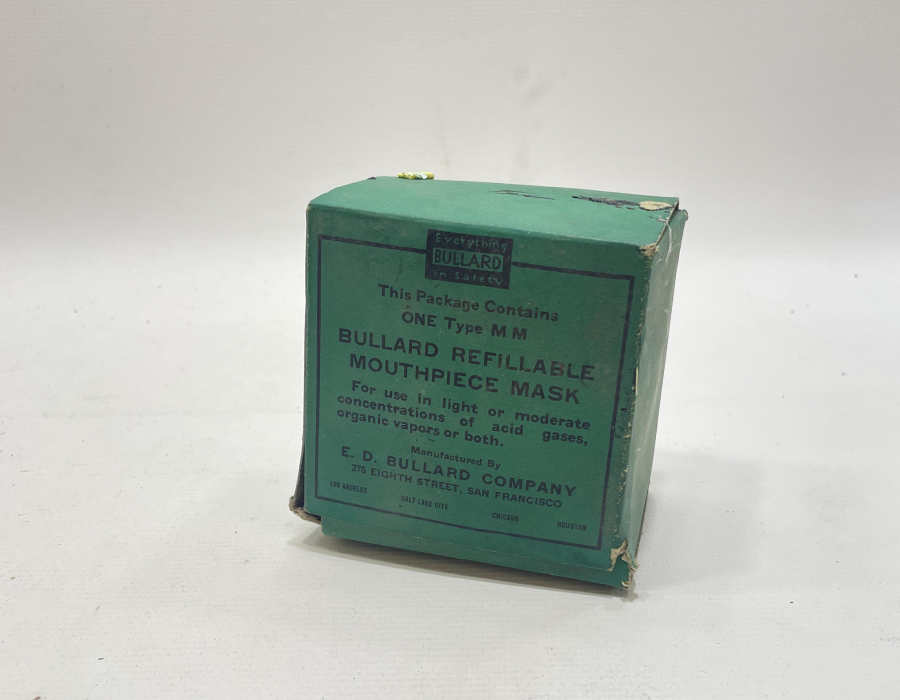 Everything
BULLARD
in Safety
This Package Contains
ONE Type MM
BULLARD REFILLABLE
MOUTHPIECE MASK
For use in light or moderate
concentrations of acid gases,
organic vapors or both.
Manufactured By
E. D. BULLARD COMPANY
275 EIGHTH STREET, SAN FRANCISCO
LOS ANGELES SALT LAKE CITY CHICAGO HOUSTON